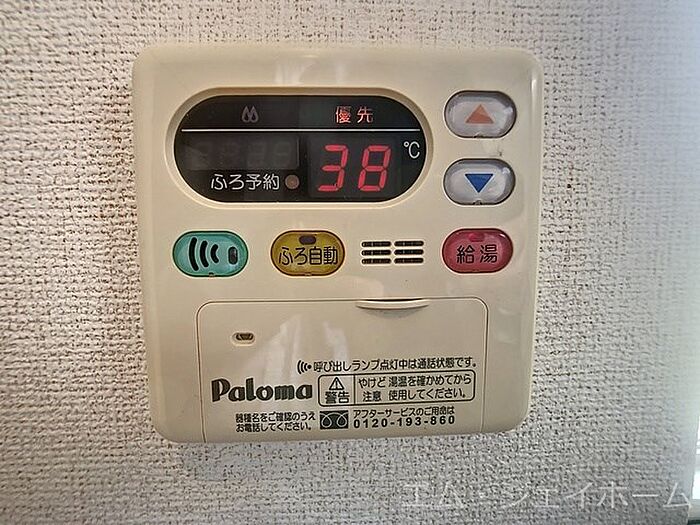 優先
38 ℃
ふろ予約
ふろ自動
給湯
呼び出しランプ点灯中は通話状態です。
Paloma
警告
やけど 湯温を確かめてから
注意 使用してください。
器種名をご確認のうえ
お電話してください。
アフターサービスのご用命は
0120-193-860
エム・ジェイホーム